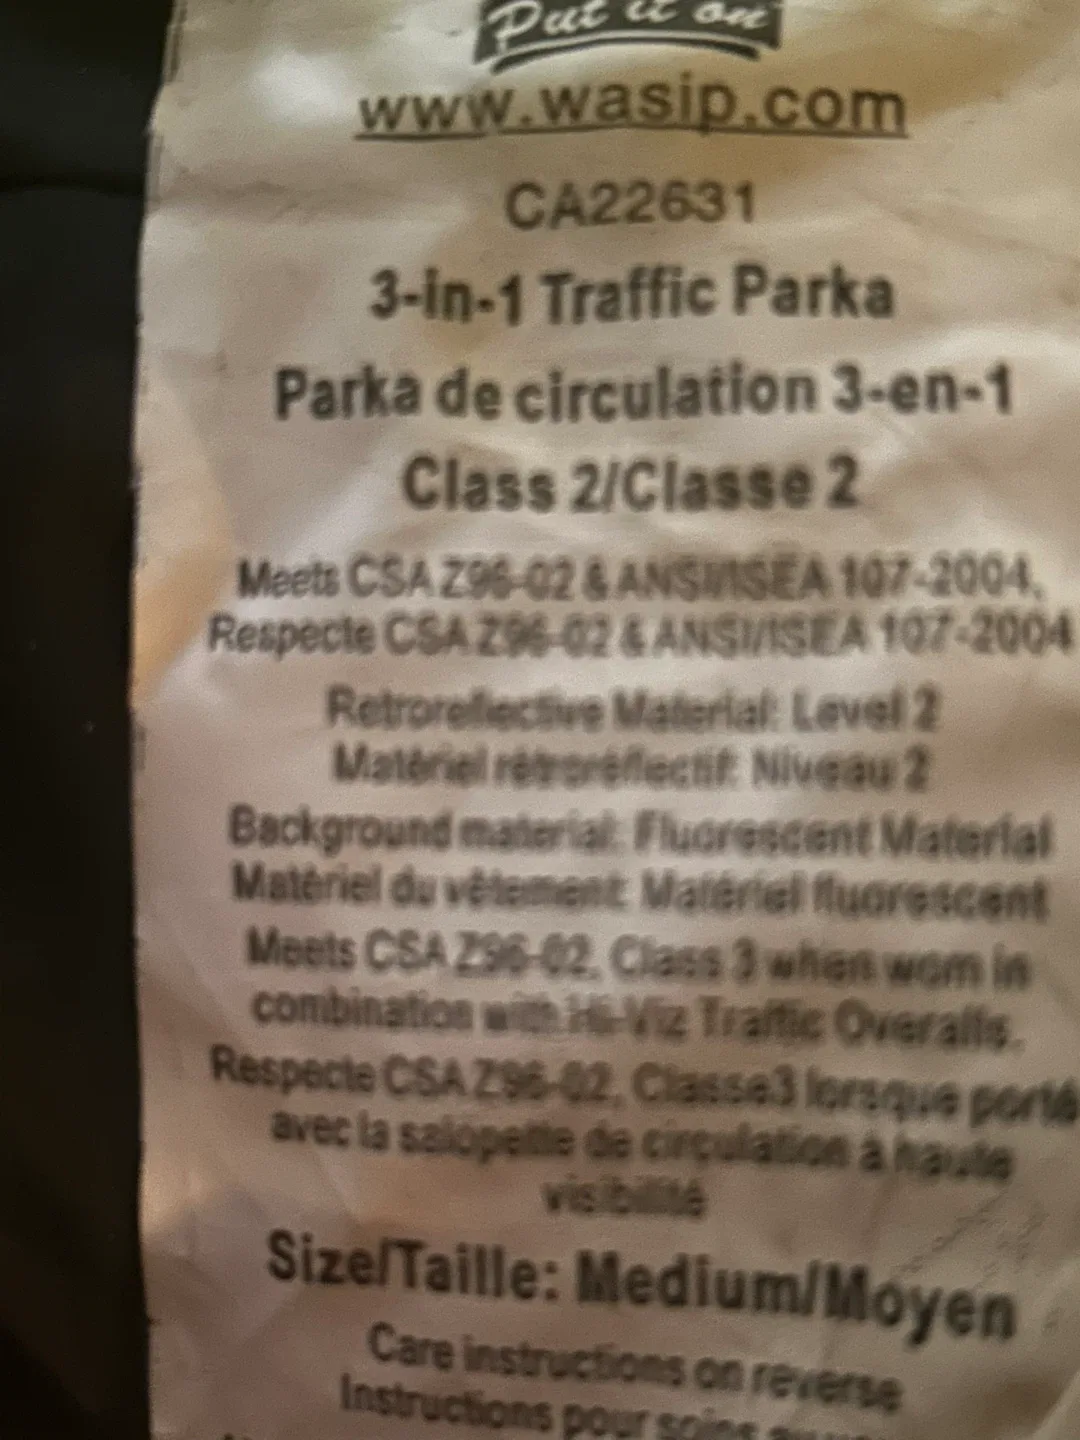 Put it on
www.wasip.com
CA22631
3-in-1 Traffic Parka
Parka de circulation 3-en-1
Class 2/Classe 2
Meets CSA Z96-02 & ANSI/ISEA 107-2004,
Respecte CSA Z96-02 & ANSI/ISEA 107-2004
Retroreflective Material: Level 2
Matériel rétroréflectif: Niveau 2
Background material: Fluorescent Material
Matériel du vêtement: Matériel fluorescent
Meets CSA Z96-02, Class 3 when worn in
combination with Hi-Viz Traffic Overalls.
Respecte CSA Z96-02, Classe3 lorsque porté
avec la salopette de circulation à haute
visibilité
Size/Taille: Medium/Moyen
Care instructions on reverse
Instructions pour soins